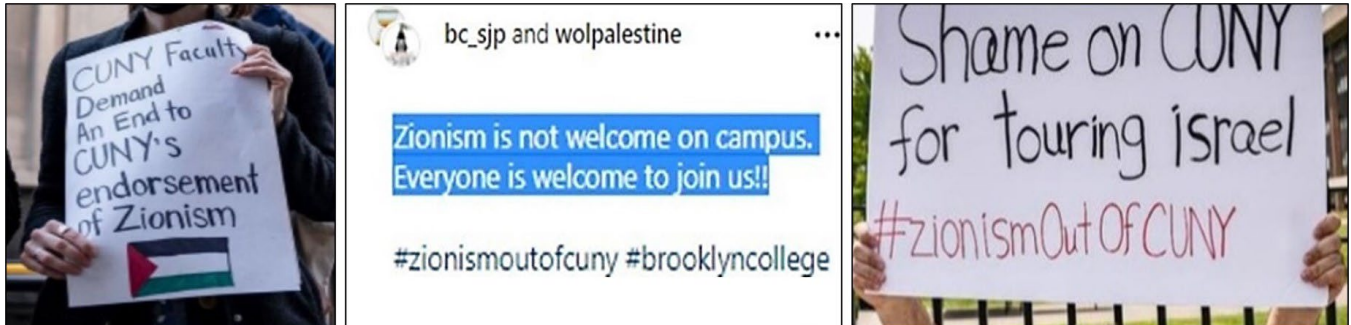 CUNY Faculty
Demand
An End to
CUNY's
endorsement
of Zionism
bc_sjp and wolpalestine
Zionism is not welcome on campus.
Everyone is welcome to join us!!
#zionismoutofcuny #brooklyncollege
Shame on CUNY
for touring israel
#zionismOutOfCUNY